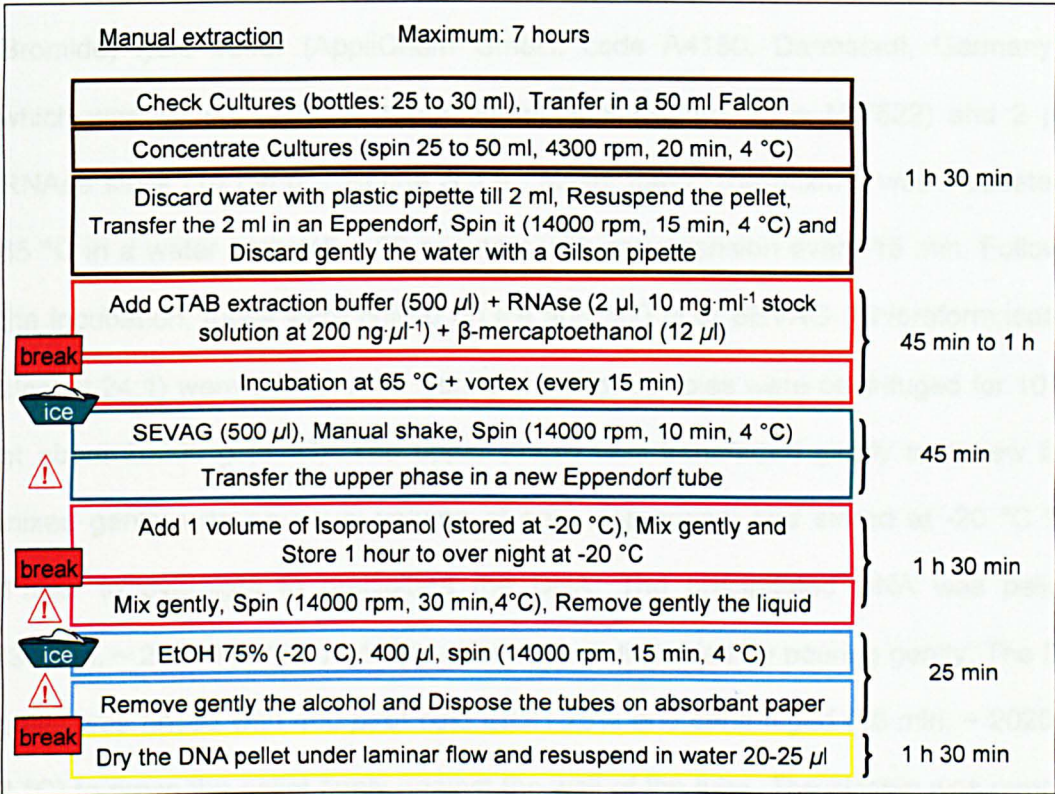 Manual extraction Maximum: 7 hours
Check Cultures (bottles: 25 to 30 ml), Tranfer in a 50 ml Falcon
Concentrate Cultures (spin 25 to 50 ml, 4300 rpm, 20 min, 4 °C)
Discard water with plastic pipette till 2 ml, Resuspend the pellet,
Transfer the 2 ml in an Eppendorf, Spin it (14000 rpm, 15 min, 4 °C) and
Discard gently the water with a Gilson pipette
1 h 30 min
Add CTAB extraction buffer (500 µl) + RNAse (2 µl, 10 mg·ml⁻¹ stock
solution at 200 ng·µl⁻¹) + β-mercaptoethanol (12 µl)
break
Incubation at 65 °C + vortex (every 15 min)
45 min to 1 h
ice
SEVAG (500 µl), Manual shake, Spin (14000 rpm, 10 min, 4 °C)
Transfer the upper phase in a new Eppendorf tube
45 min
Add 1 volume of Isopropanol (stored at -20 °C), Mix gently and
Store 1 hour to over night at -20 °C
break
Mix gently, Spin (14000 rpm, 30 min,4°C), Remove gently the liquid
1 h 30 min
ice
EtOH 75% (-20 °C), 400 µl, spin (14000 rpm, 15 min, 4 °C)
Remove gently the alcohol and Dispose the tubes on absorbant paper
25 min
break
Dry the DNA pellet under laminar flow and resuspend in water 20-25 µl
1 h 30 min